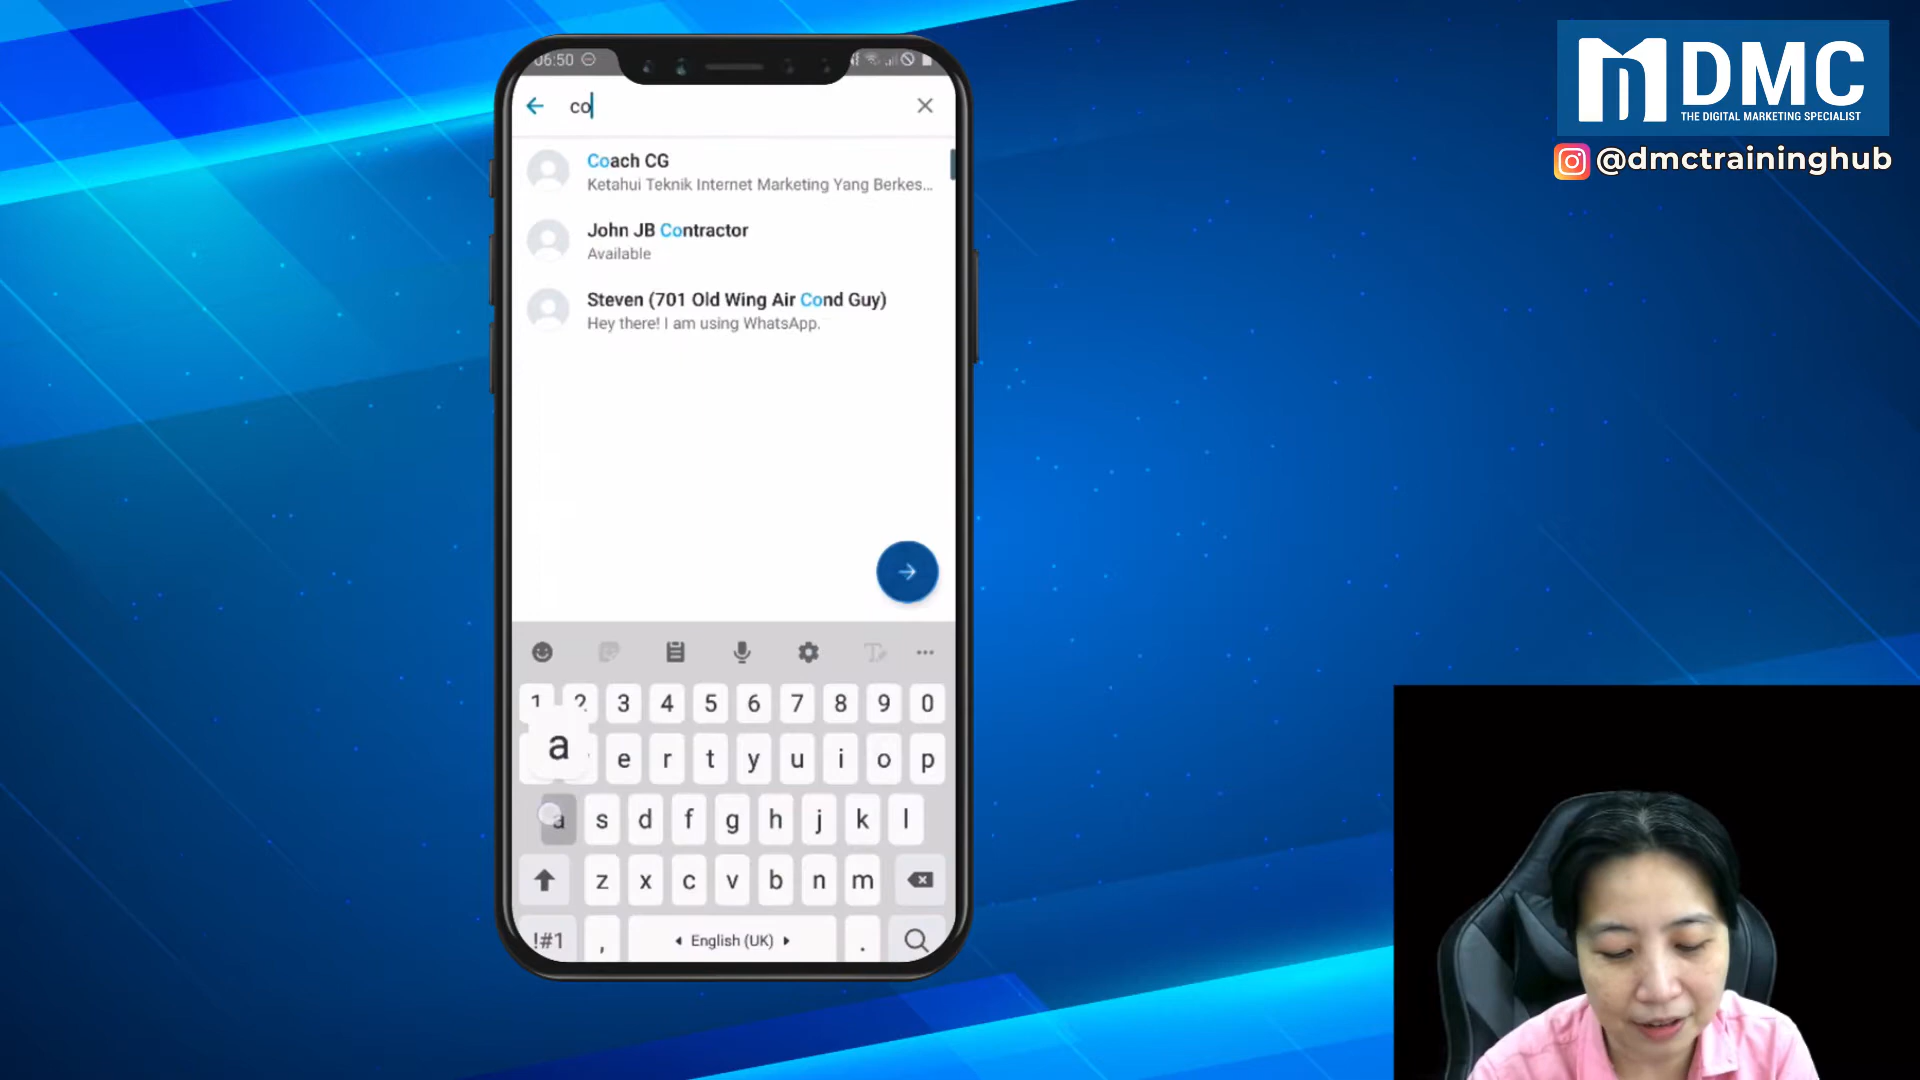 06:50
co
Coach CG
Ketahui Teknik Internet Marketing Yang Berkes...
John JB Contractor
Available
Steven (701 Old Wing Air Cond Guy)
Hey there! I am using WhatsApp.
1 2 3 4 5 6 7 8 9 0
a
e r t y u i o p
a s d f g h j k l
z x c v b n m
!#1 , English (UK) .
DMC
THE DIGITAL MARKETING SPECIALIST
@dmctraininghub